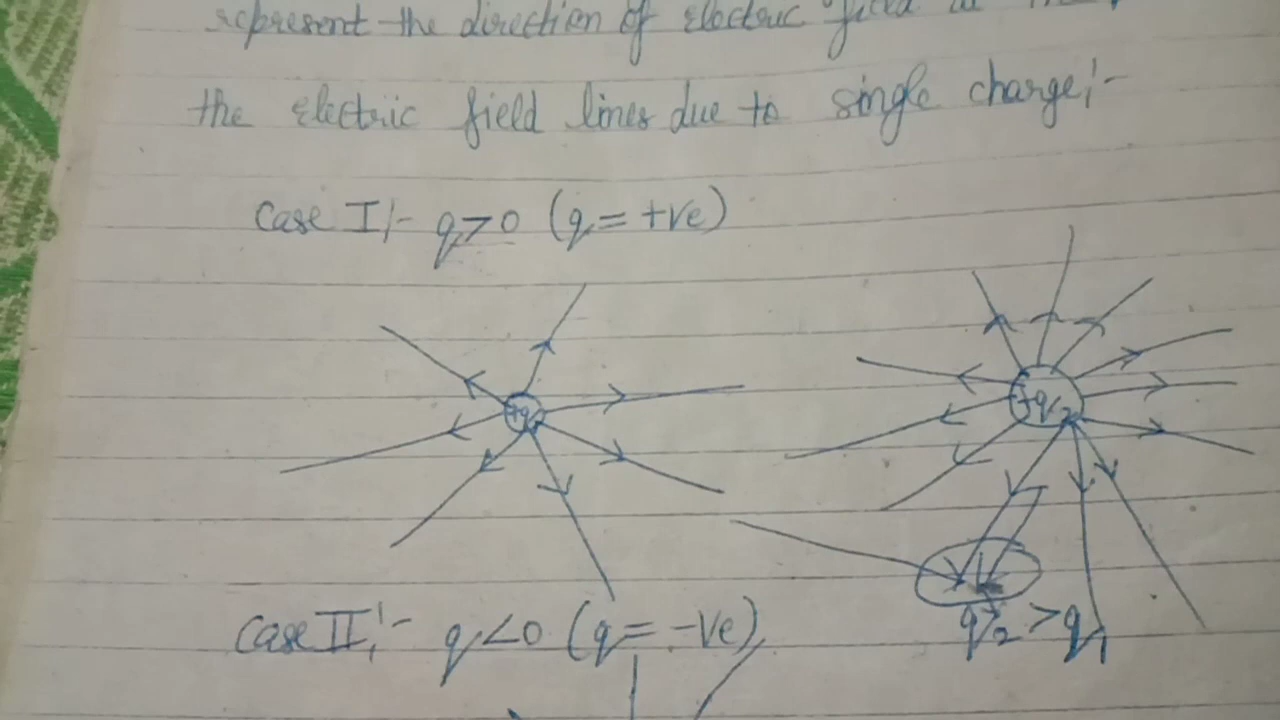 represent the direction of electric field
the electric field lines due to single charge:-
Case I:- q>0 (q = +ve)
+q
+q2
Case II:- q<0 (q = -ve)
q2 > q1